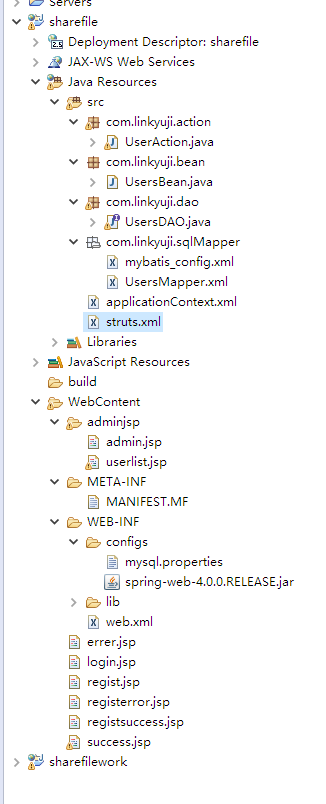 Servers
sharefile
Deployment Descriptor: sharefile
JAX-WS Web Services
Java Resources
src
com.linkyuji.action
UserAction.java
com.linkyuji.bean
UsersBean.java
com.linkyuji.dao
UsersDAO.java
com.linkyuji.sqlMapper
mybatis_config.xml
UsersMapper.xml
applicationContext.xml
struts.xml
Libraries
JavaScript Resources
build
WebContent
adminjsp
admin.jsp
userlist.jsp
META-INF
MANIFEST.MF
WEB-INF
configs
mysql.properties
spring-web-4.0.0.RELEASE.jar
lib
web.xml
errer.jsp
login.jsp
regist.jsp
registerror.jsp
registsuccess.jsp
success.jsp
sharefilework